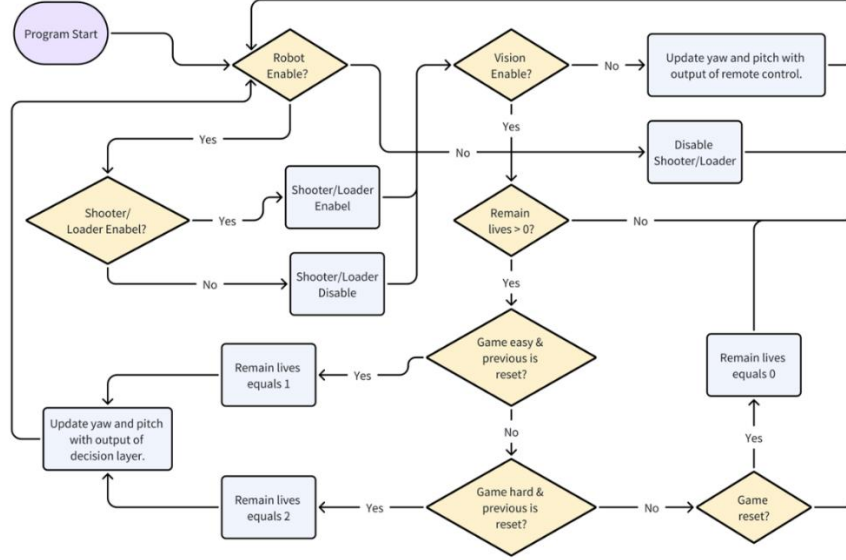 Program Start
Robot
Enable?
Vision
Enable?
No
Update yaw and pitch with
output of remote control.
Yes
Yes
No
Disable
Shooter/Loader
Shooter/
Loader Enabel?
Yes
Shooter/Loader
Enabel
Remain
lives > 0?
No
No
Shooter/Loader
Disable
Yes
Game easy &
previous is
reset?
Yes
Remain lives
equals 1
Remain lives
equals 0
Update yaw and pitch
with output of
decision layer.
No
Yes
Game hard &
previous is
reset?
Yes
Remain lives
equals 2
No
Game
reset?